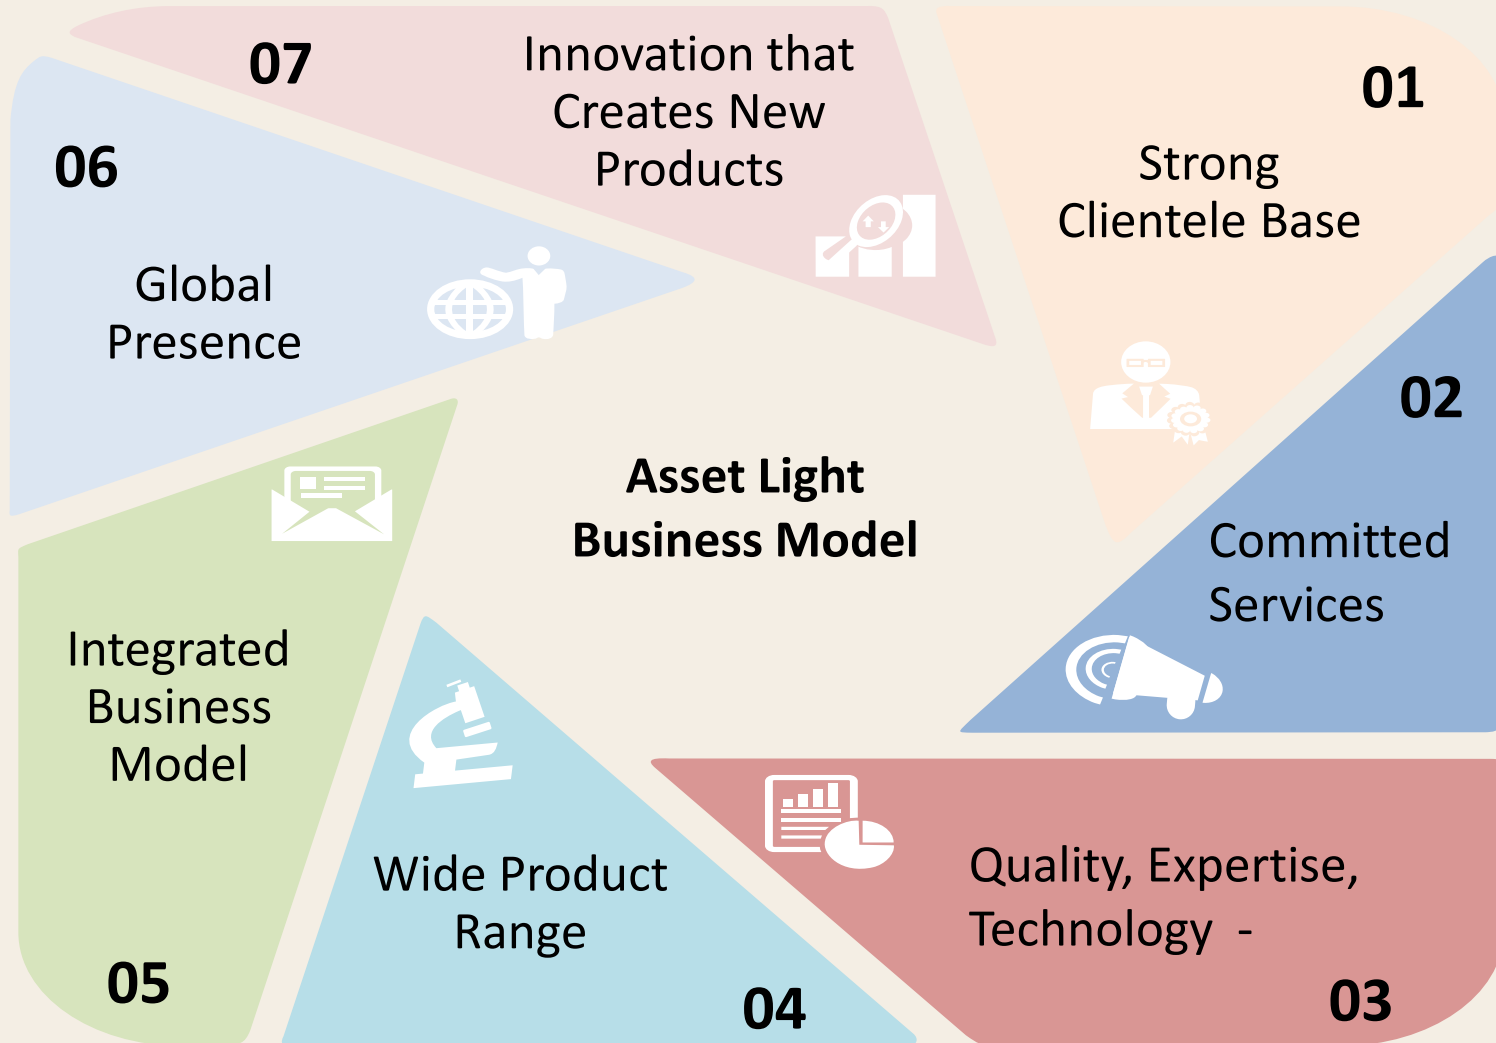 01
Strong
Clientele Base
02
Committed
Services
03
Quality, Expertise,
Technology -
04
Wide Product
Range
05
Integrated
Business
Model
06
Global
Presence
07
Innovation that
Creates New
Products
Asset Light
Business Model